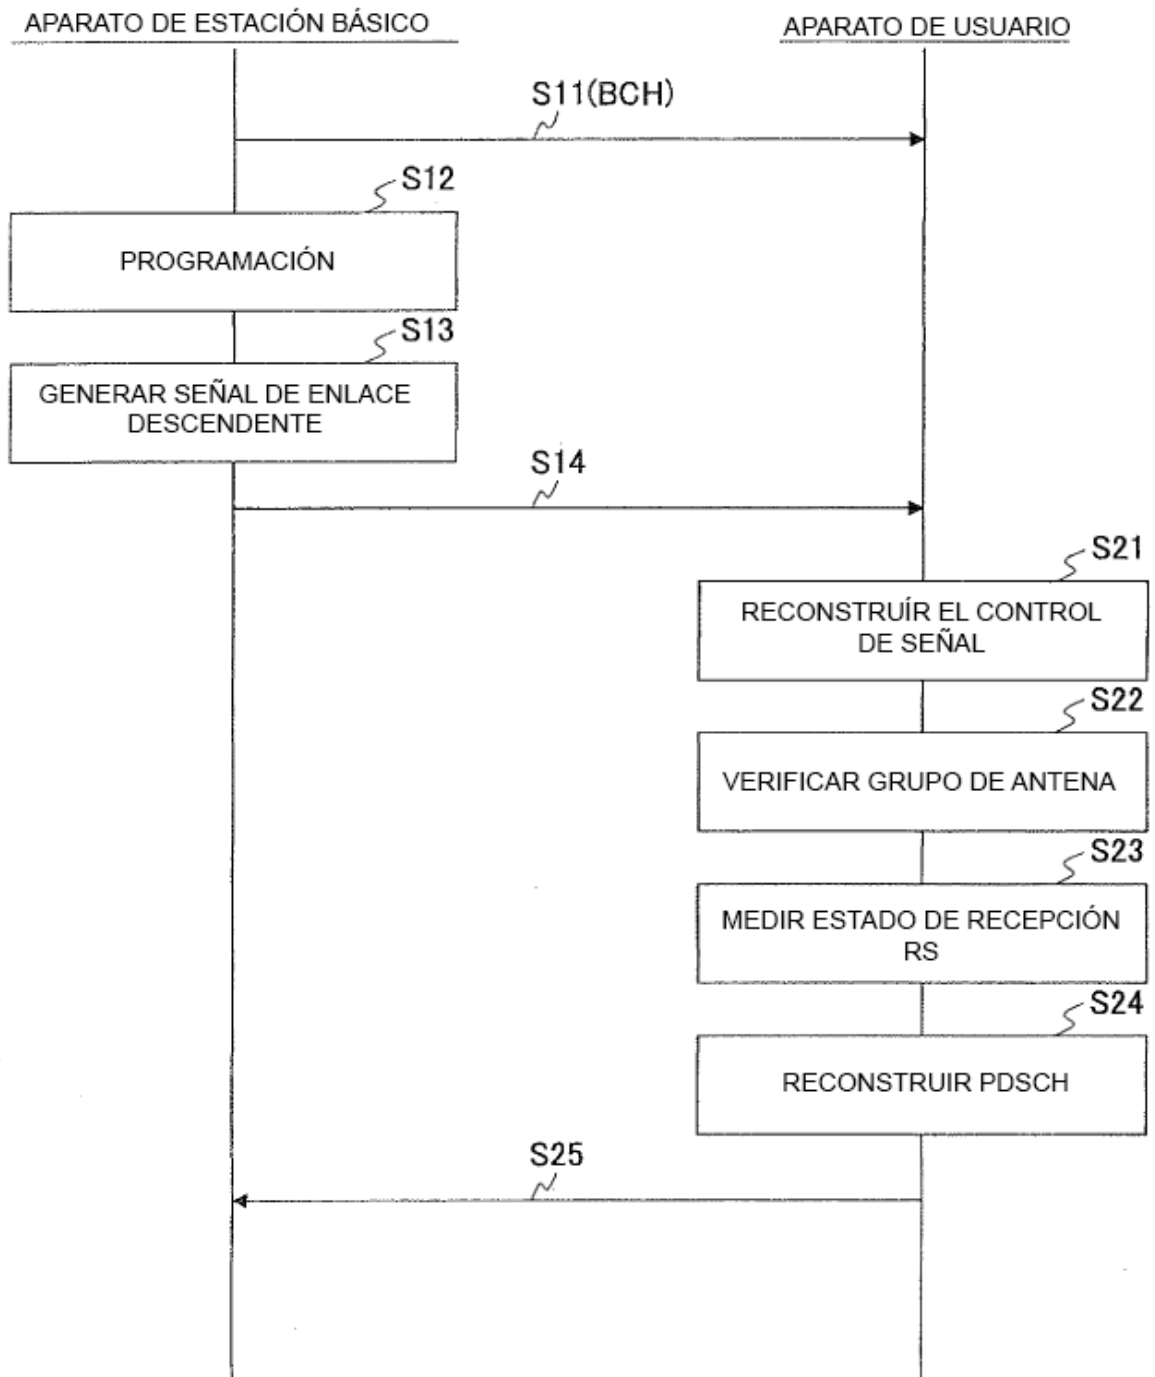 APARATO DE ESTACIÓN BÁSICO
APARATO DE USUARIO
S11(BCH)
S12
PROGRAMACIÓN
S13
GENERAR SEÑAL DE ENLACE
DESCENDENTE
S14
S21
RECONSTRUÍR EL CONTROL
DE SEÑAL
S22
VERIFICAR GRUPO DE ANTENA
S23
MEDIR ESTADO DE RECEPCIÓN
RS
S24
RECONSTRUIR PDSCH
S25